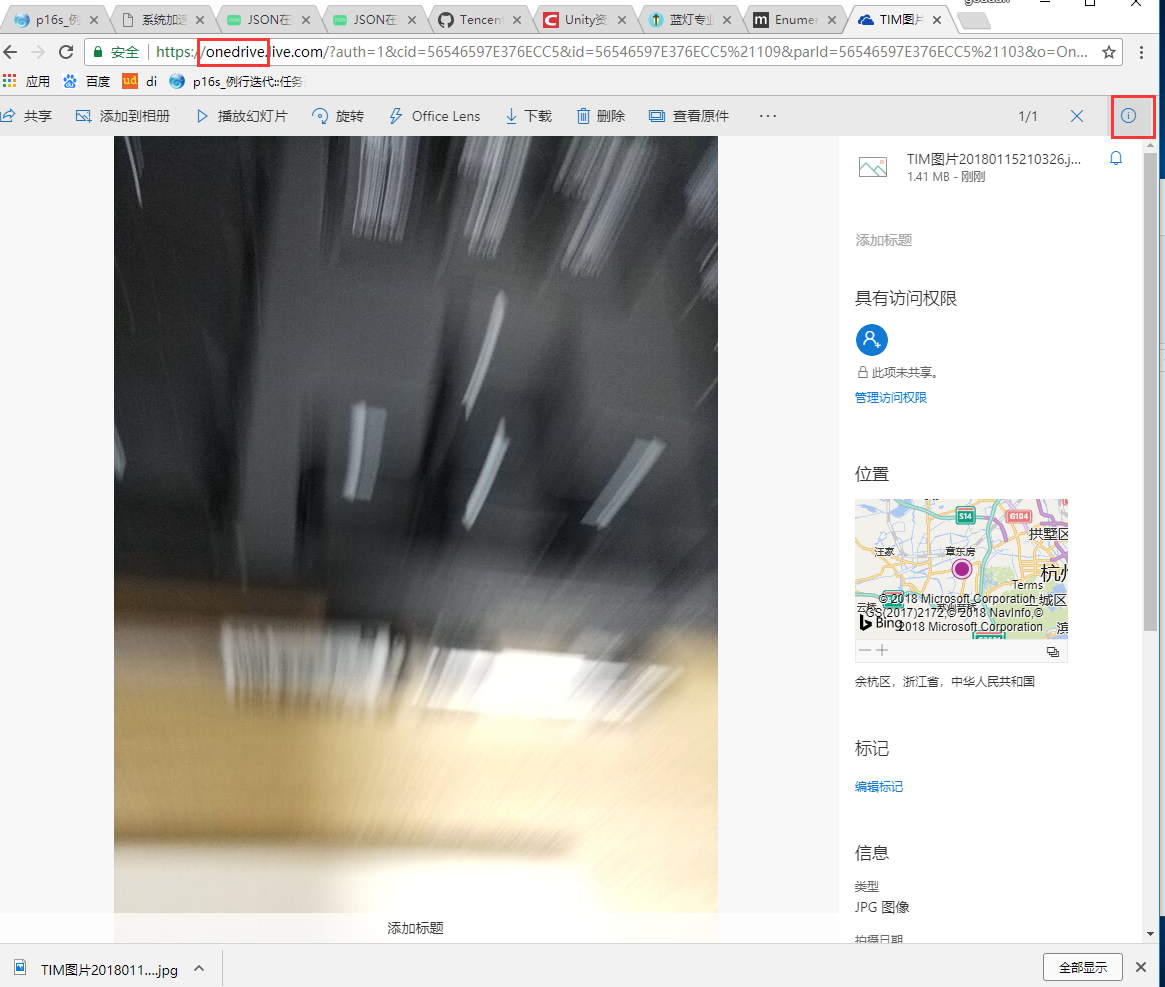 p16s_例
系统加速
JSON在
JSON在
Tencent
Unity资
蓝灯专业
Enumer
TIM图片
安全 https://onedrive.live.com/?auth=1&cid=56546597E376ECC5&id=56546597E376ECC5%21109&parId=56546597E376ECC5%21103&o=On...
应用 百度 ud di p16s_例行迭代::任务
共享 添加到相册 播放幻灯片 旋转 Office Lens 下载 删除 查看原件 ··· 1/1
TIM图片20180115210326.j...
1.41 MB - 刚刚
添加标题
具有访问权限
此项未共享。
管理访问权限
位置
S14 G104
拱墅区
汪家 章东房
杭州
Terms
© 2018 Microsoft Corporation
上城区
云桥
GS(2017)2172,© 2018 NavInfo,©
Bing 2018 Microsoft Corporation
滨
余杭区，浙江省，中华人民共和国
标记
编辑标记
信息
类型
JPG 图像
拍摄日期
添加标题
TIM图片2018011....jpg
全部显示